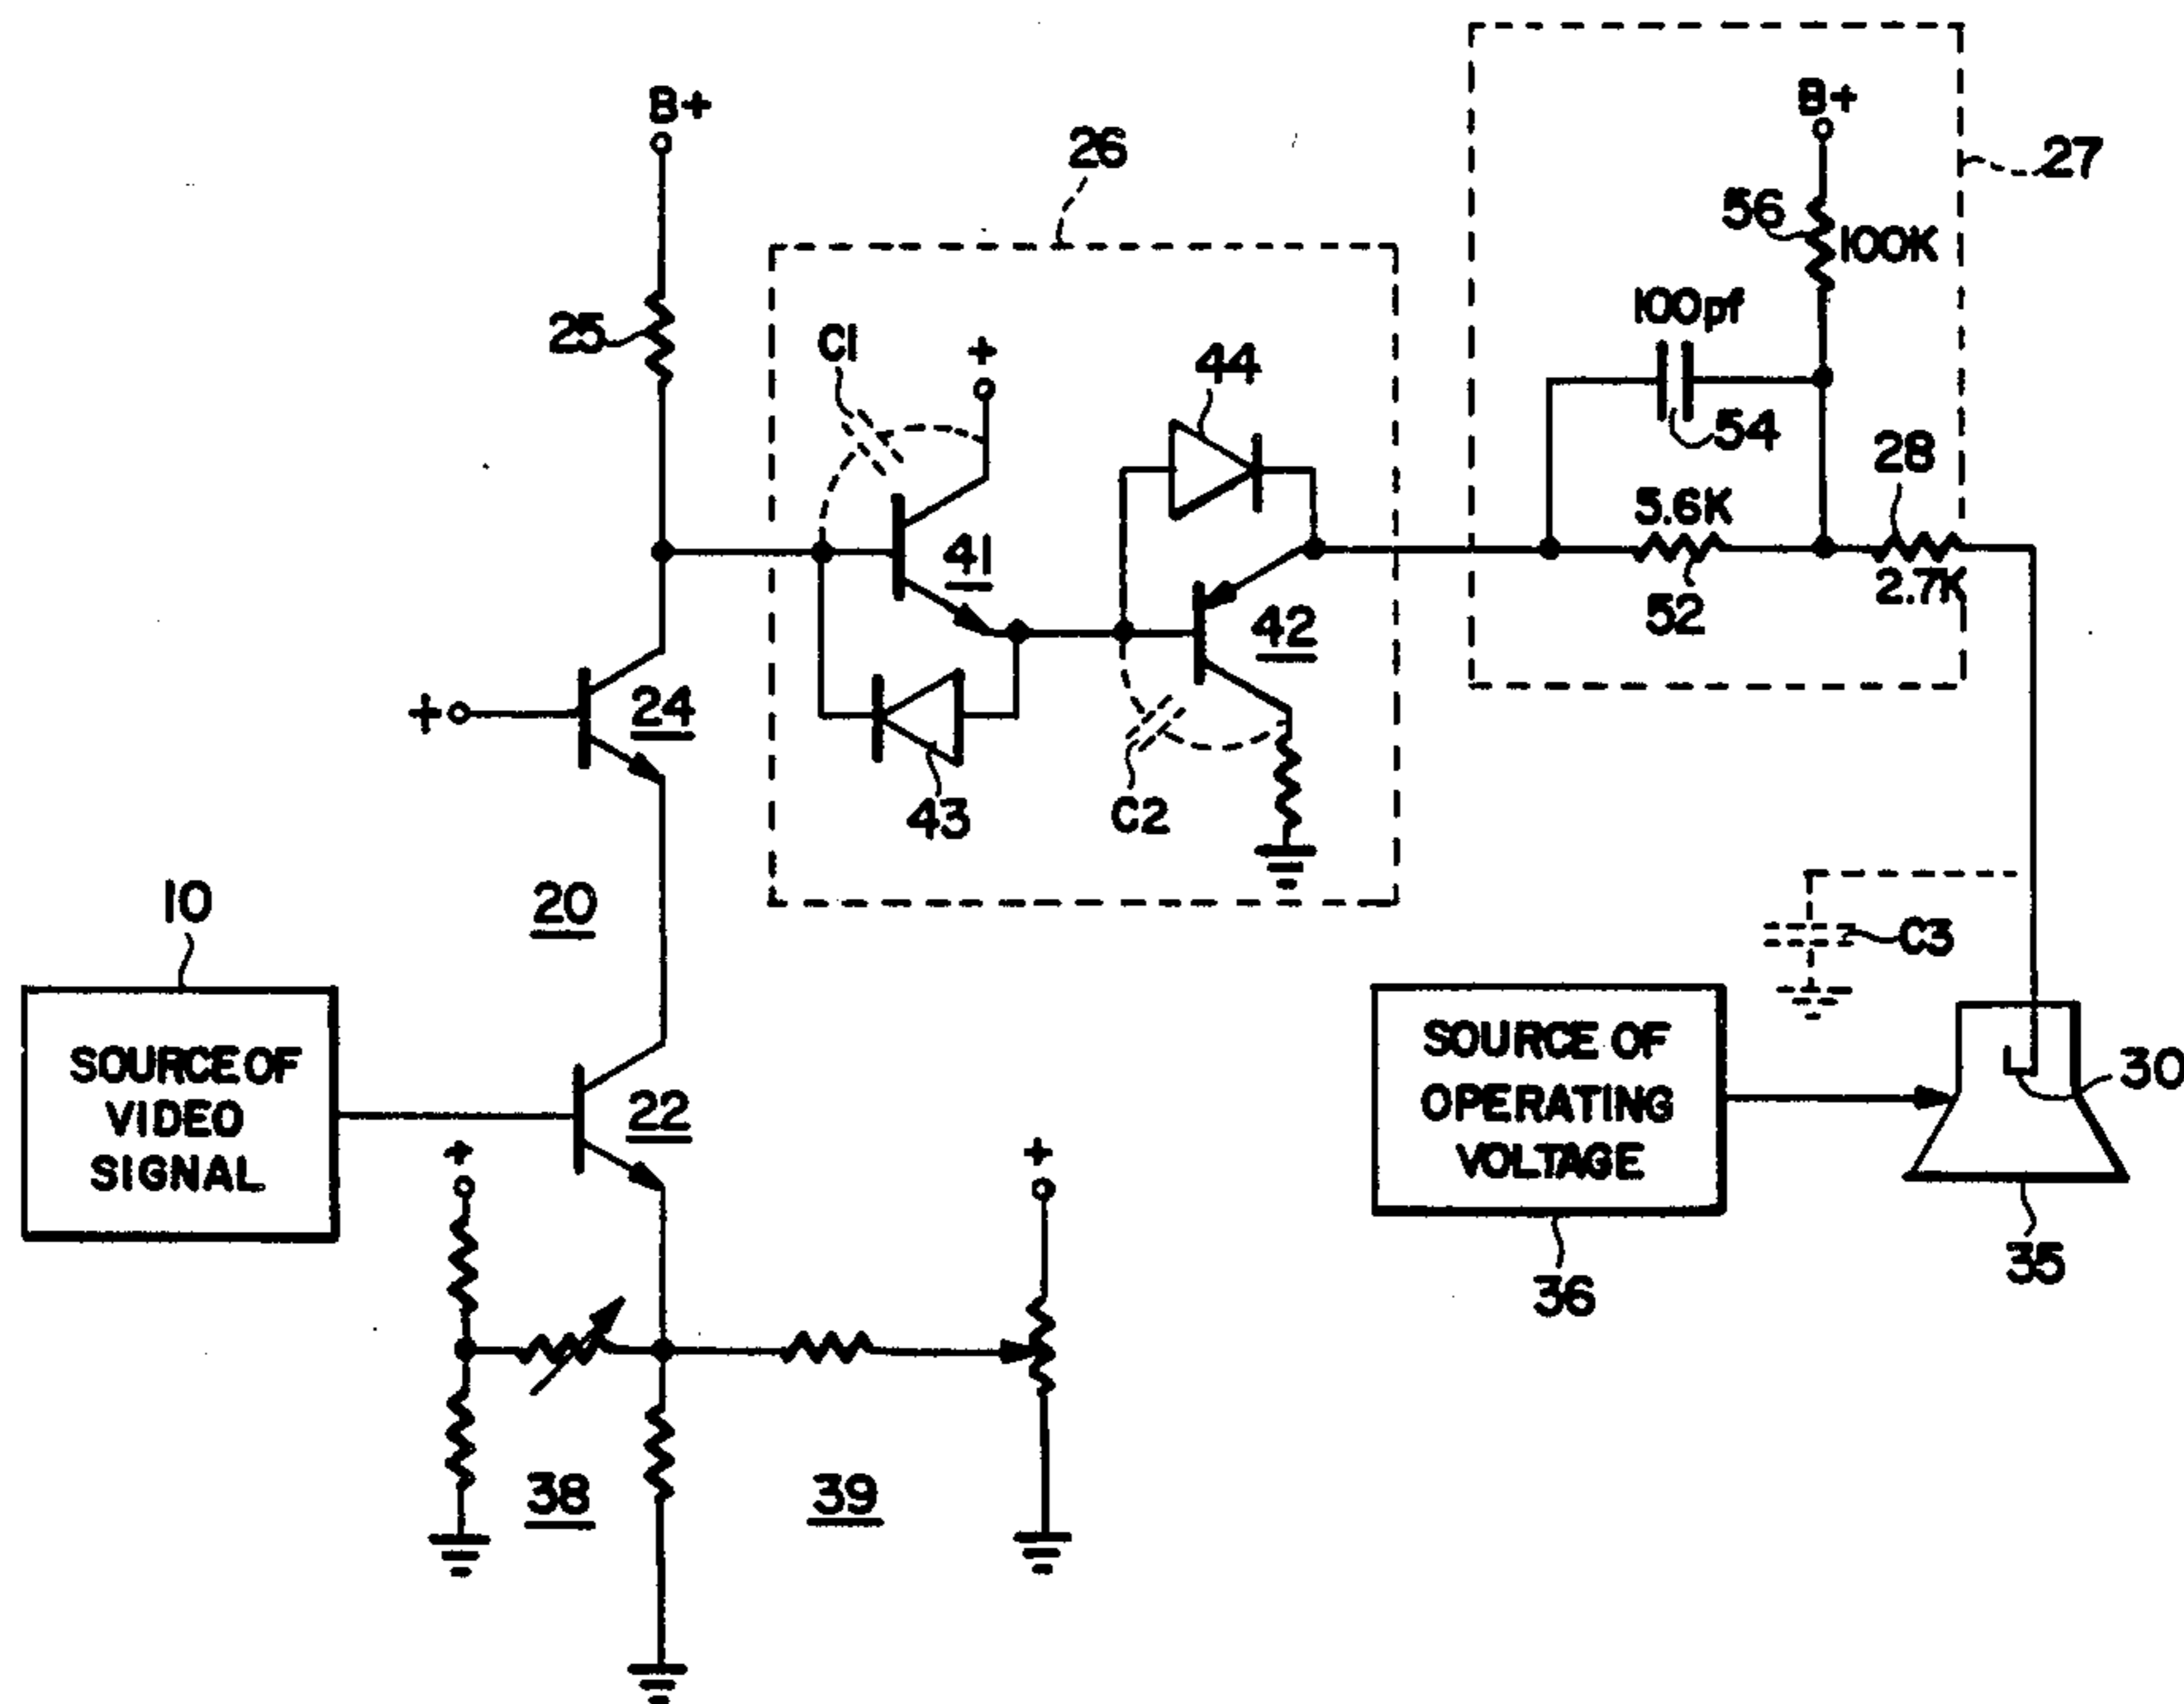 B+
B+
26
27
56
100K
25
C1
+
44
100pf
54
28
5.6K
41
52
2.7K
42
+
24
43
C2
10
20
C3
SOURCE OF
VIDEO
SIGNAL
22
SOURCE OF
OPERATING
VOLTAGE
30
+
+
36
35
38
39